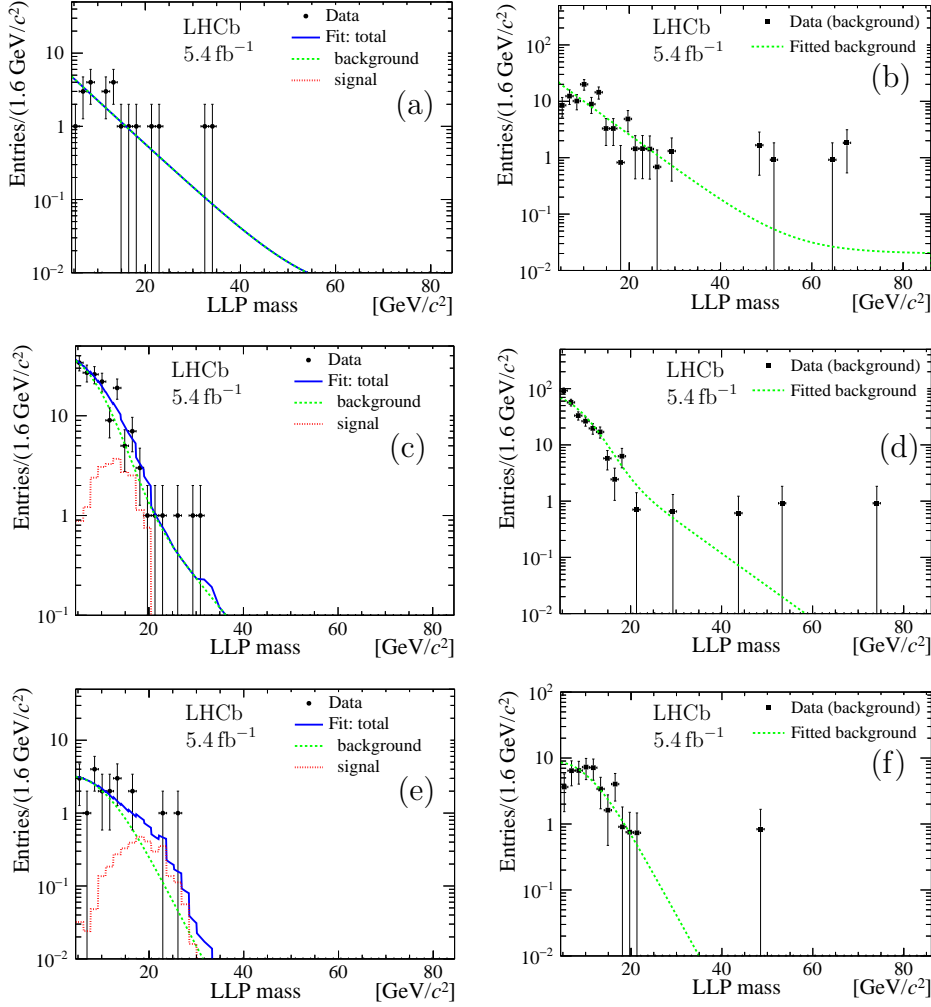 Entries/(1.6 GeV/c²)
10
1
10⁻¹
10⁻²
LHCb
5.4 fb⁻¹
Data
Fit: total
background
signal
(a)
20 40 60 80
LLP mass [GeV/c²]
Entries/(1.6 GeV/c²)
10²
10
1
10⁻¹
10⁻²
LHCb
5.4 fb⁻¹
Data (background)
Fitted background
(b)
20 40 60 80
LLP mass [GeV/c²]
Entries/(1.6 GeV/c²)
10²
10
1
10⁻¹
LHCb
5.4 fb⁻¹
Data
Fit: total
background
signal
(c)
20 40 60 80
LLP mass [GeV/c²]
Entries/(1.6 GeV/c²)
10²
10
1
10⁻¹
10⁻²
LHCb
5.4 fb⁻¹
Data (background)
Fitted background
(d)
20 40 60 80
LLP mass [GeV/c²]
Entries/(1.6 GeV/c²)
10
1
10⁻¹
10⁻²
LHCb
5.4 fb⁻¹
Data
Fit: total
background
signal
(e)
20 40 60 80
LLP mass [GeV/c²]
Entries/(1.6 GeV/c²)
10²
10
1
10⁻¹
10⁻²
LHCb
5.4 fb⁻¹
Data (background)
Fitted background
(f)
20 40 60 80
LLP mass [GeV/c²]